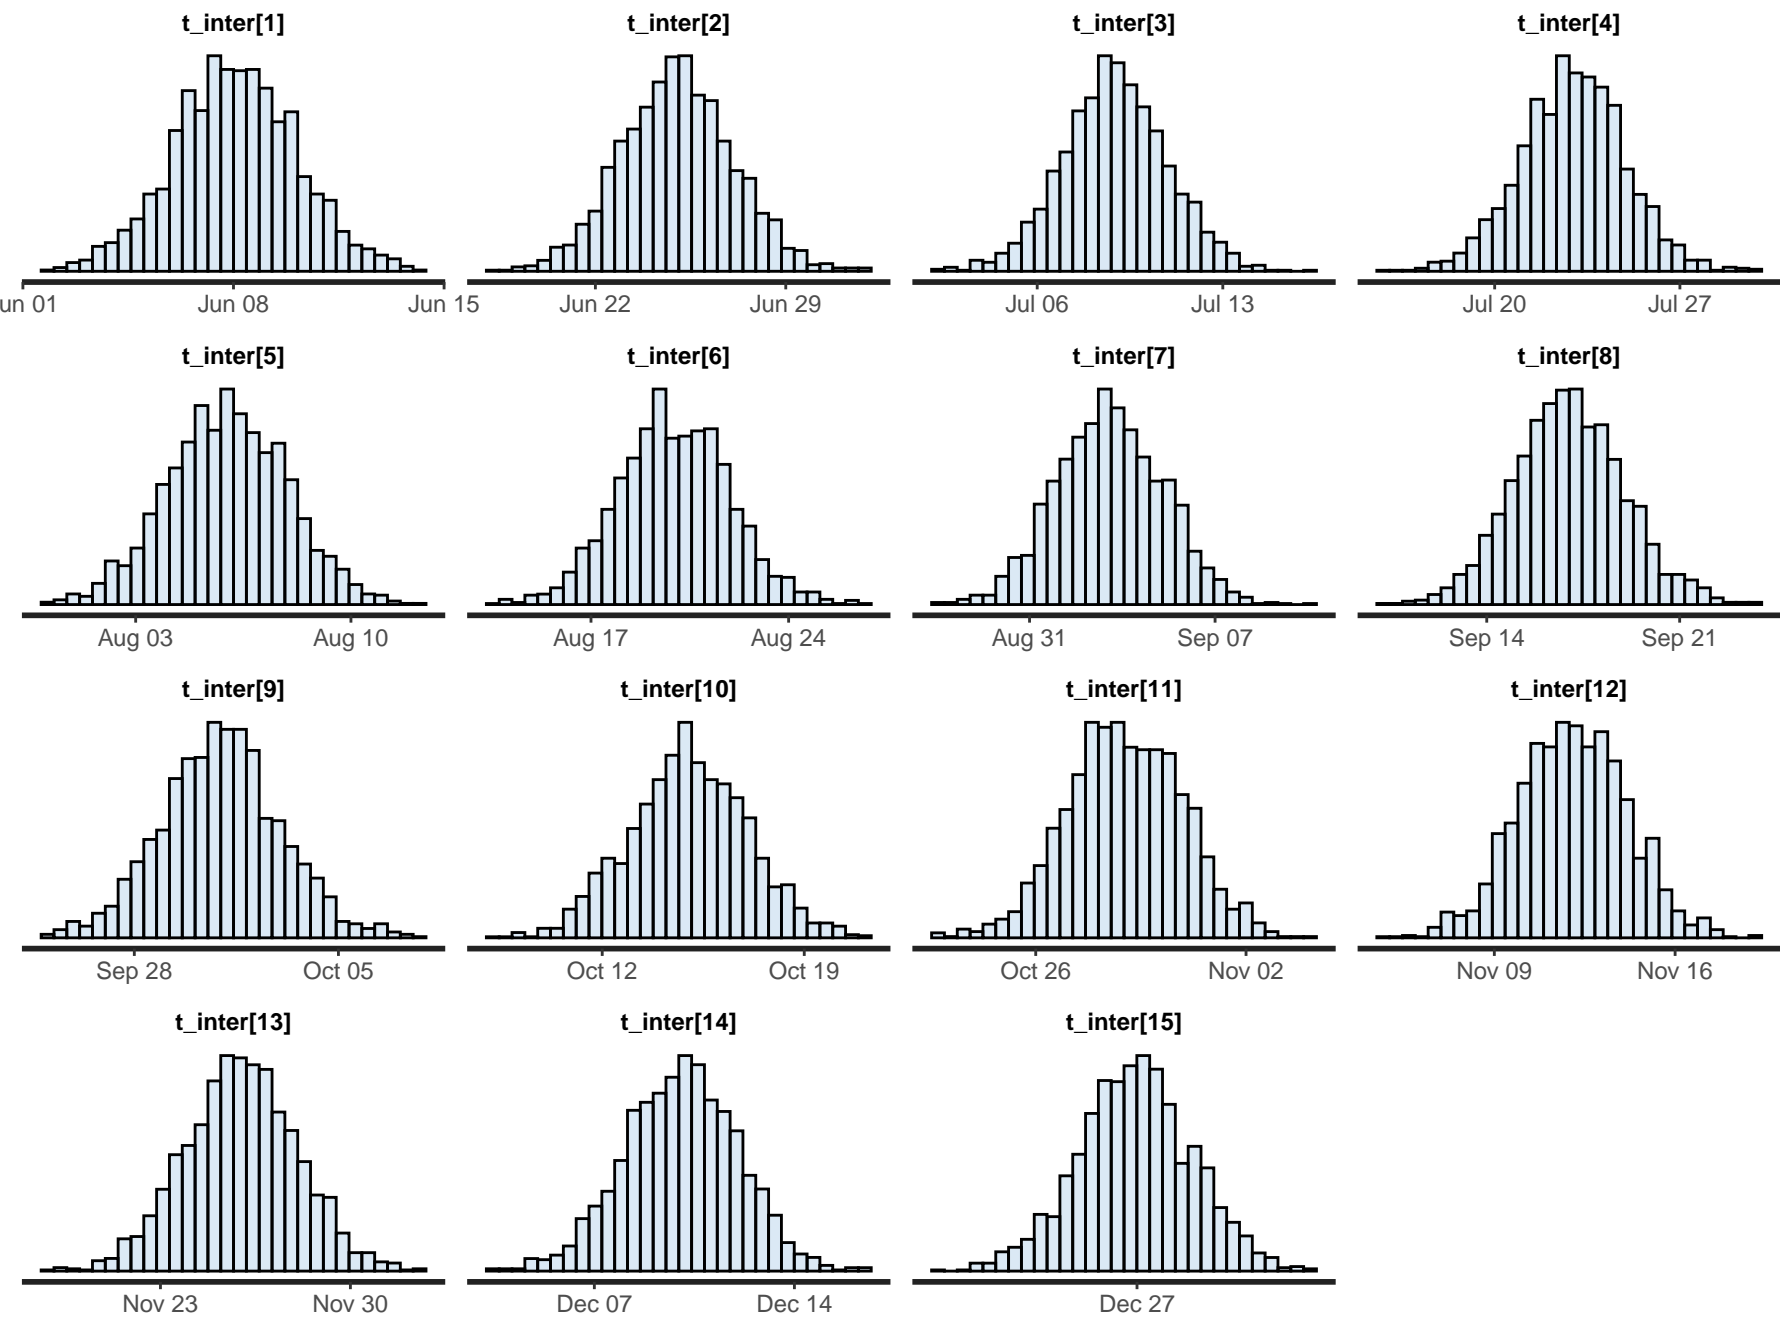 t_inter[1] t_inter[2] t_inter[3] t_inter[4]
un 01 Jun 08 Jun 15 Jun 22 Jun 29 Jul 06 Jul 13 Jul 20 Jul 27
t_inter[5] t_inter[6] t_inter[7] t_inter[8]
Aug 03 Aug 10 Aug 17 Aug 24 Aug 31 Sep 07 Sep 14 Sep 21
t_inter[9] t_inter[10] t_inter[11] t_inter[12]
Sep 28 Oct 05 Oct 12 Oct 19 Oct 26 Nov 02 Nov 09 Nov 16
t_inter[13] t_inter[14] t_inter[15]
Nov 23 Nov 30 Dec 07 Dec 14 Dec 27